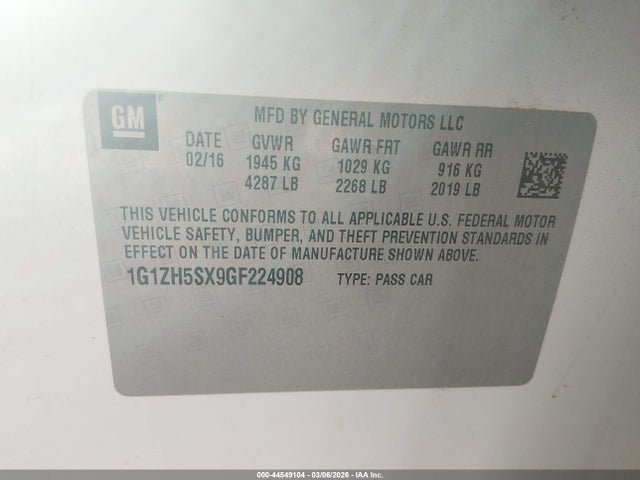 GM
MFD BY GENERAL MOTORS LLC
DATE GVWR GAWR FRT GAWR RR
02/16 1945 KG 1029 KG 916 KG
4287 LB 2268 LB 2019 LB
THIS VEHICLE CONFORMS TO ALL APPLICABLE U.S. FEDERAL MOTOR
VEHICLE SAFETY, BUMPER, AND THEFT PREVENTION STANDARDS IN
EFFECT ON THE DATE OF MANUFACTURE SHOWN ABOVE.
1G1ZH5SX9GF224908 TYPE: PASS CAR
000-44549104 - 03/06/2026 - IAA Inc.